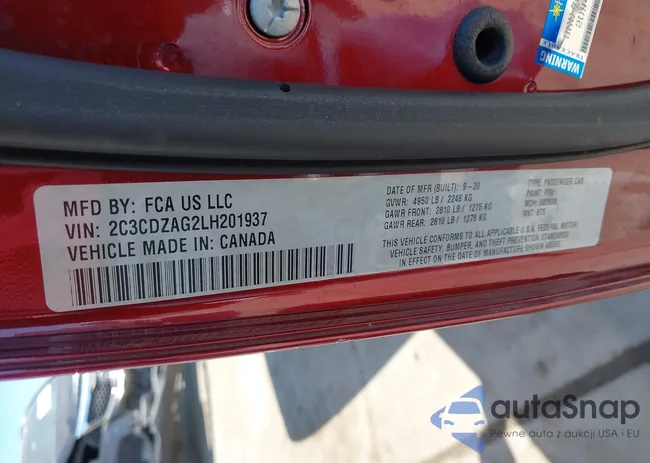 MFD BY: FCA US LLC
VIN: 2C3CDZAG2LH201937
VEHICLE MADE IN: CANADA
DATE OF MFR (BUILT): 9-20
GVWR: 4950 LB / 2246 KG
GAWR FRONT: 2810 LB / 1275 KG
GAWR REAR: 2810 LB / 1275 KG
TYPE: PASSENGER CAR
PAINT:
MDH:
VEHICLE CONFORMS TO ALL APPLICABLE U.S.
VEHICLE SAFETY, BUMPER, AND THEFT PREVENTION STANDARDS
IN EFFECT ON THE DATE OF MANUFACTURE SHOWN ABOVE.
WARNING
autoSnap
Pewne auta z aukcji USA i EU